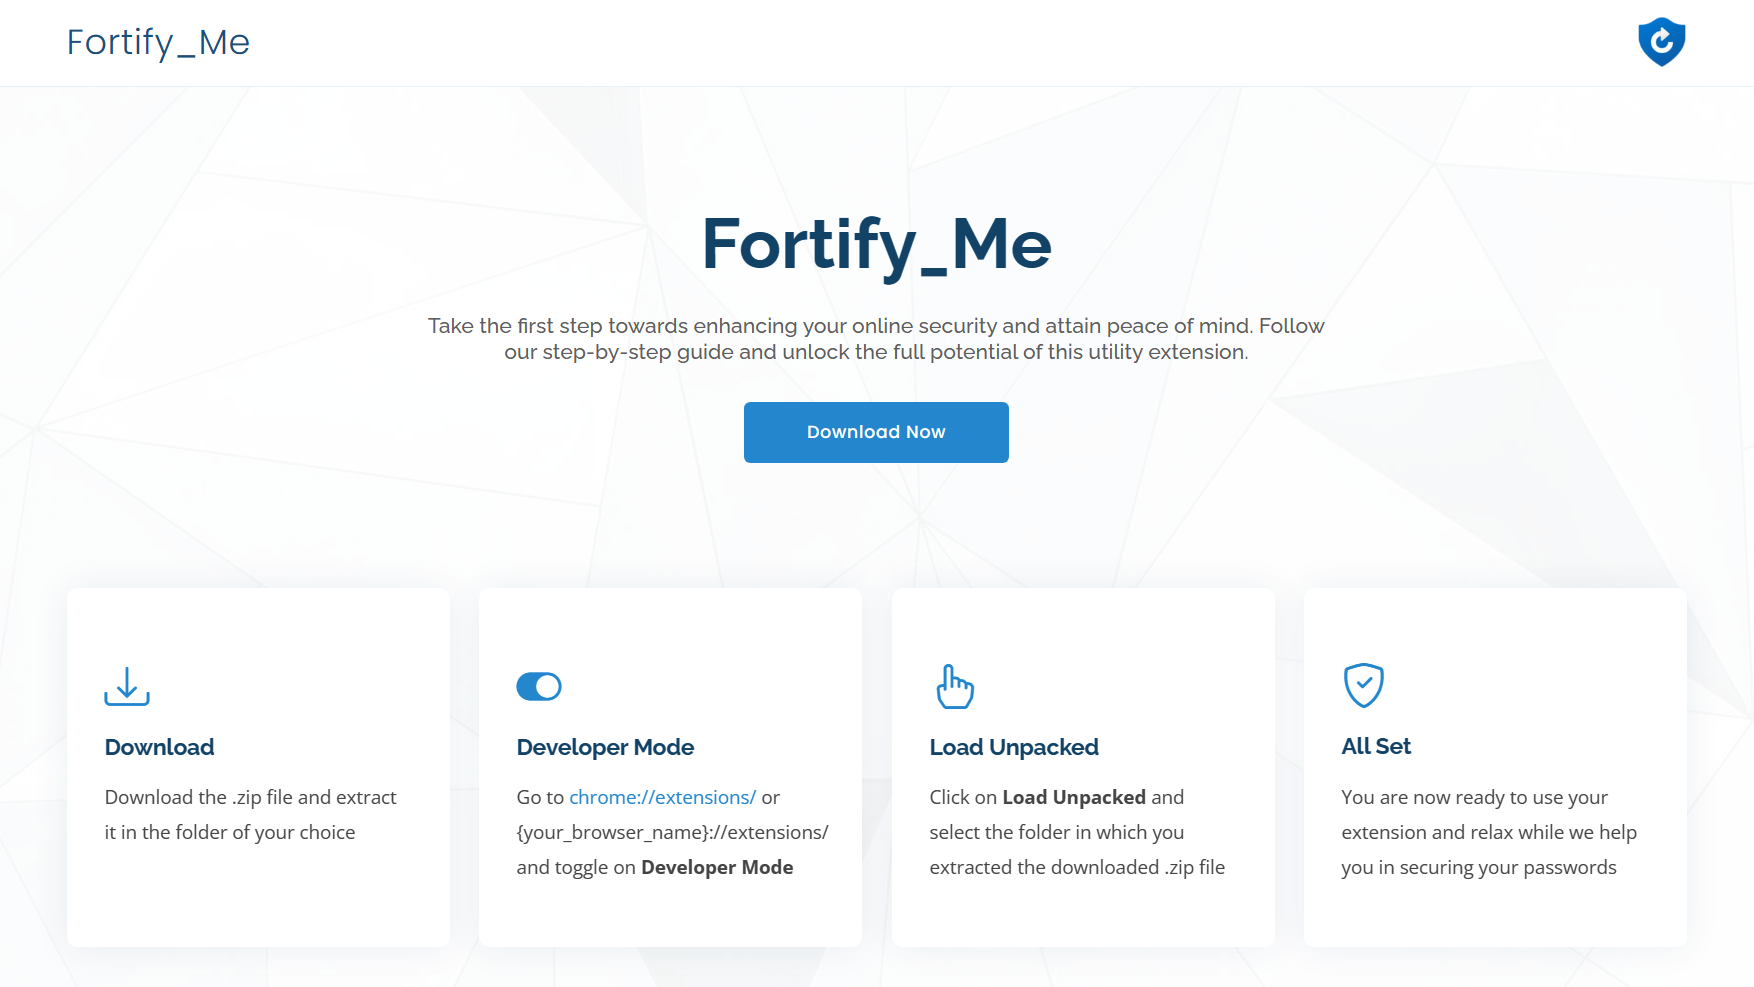 Fortify_Me
Fortify_Me
Take the first step towards enhancing your online security and attain peace of mind. Follow
our step-by-step guide and unlock the full potential of this utility extension.
Download Now
Download
Download the .zip file and extract
it in the folder of your choice
Developer Mode
Go to chrome://extensions/ or
{your_browser_name}://extensions/
and toggle on Developer Mode
Load Unpacked
Click on Load Unpacked and
select the folder in which you
extracted the downloaded .zip file
All Set
You are now ready to use your
extension and relax while we help
you in securing your passwords